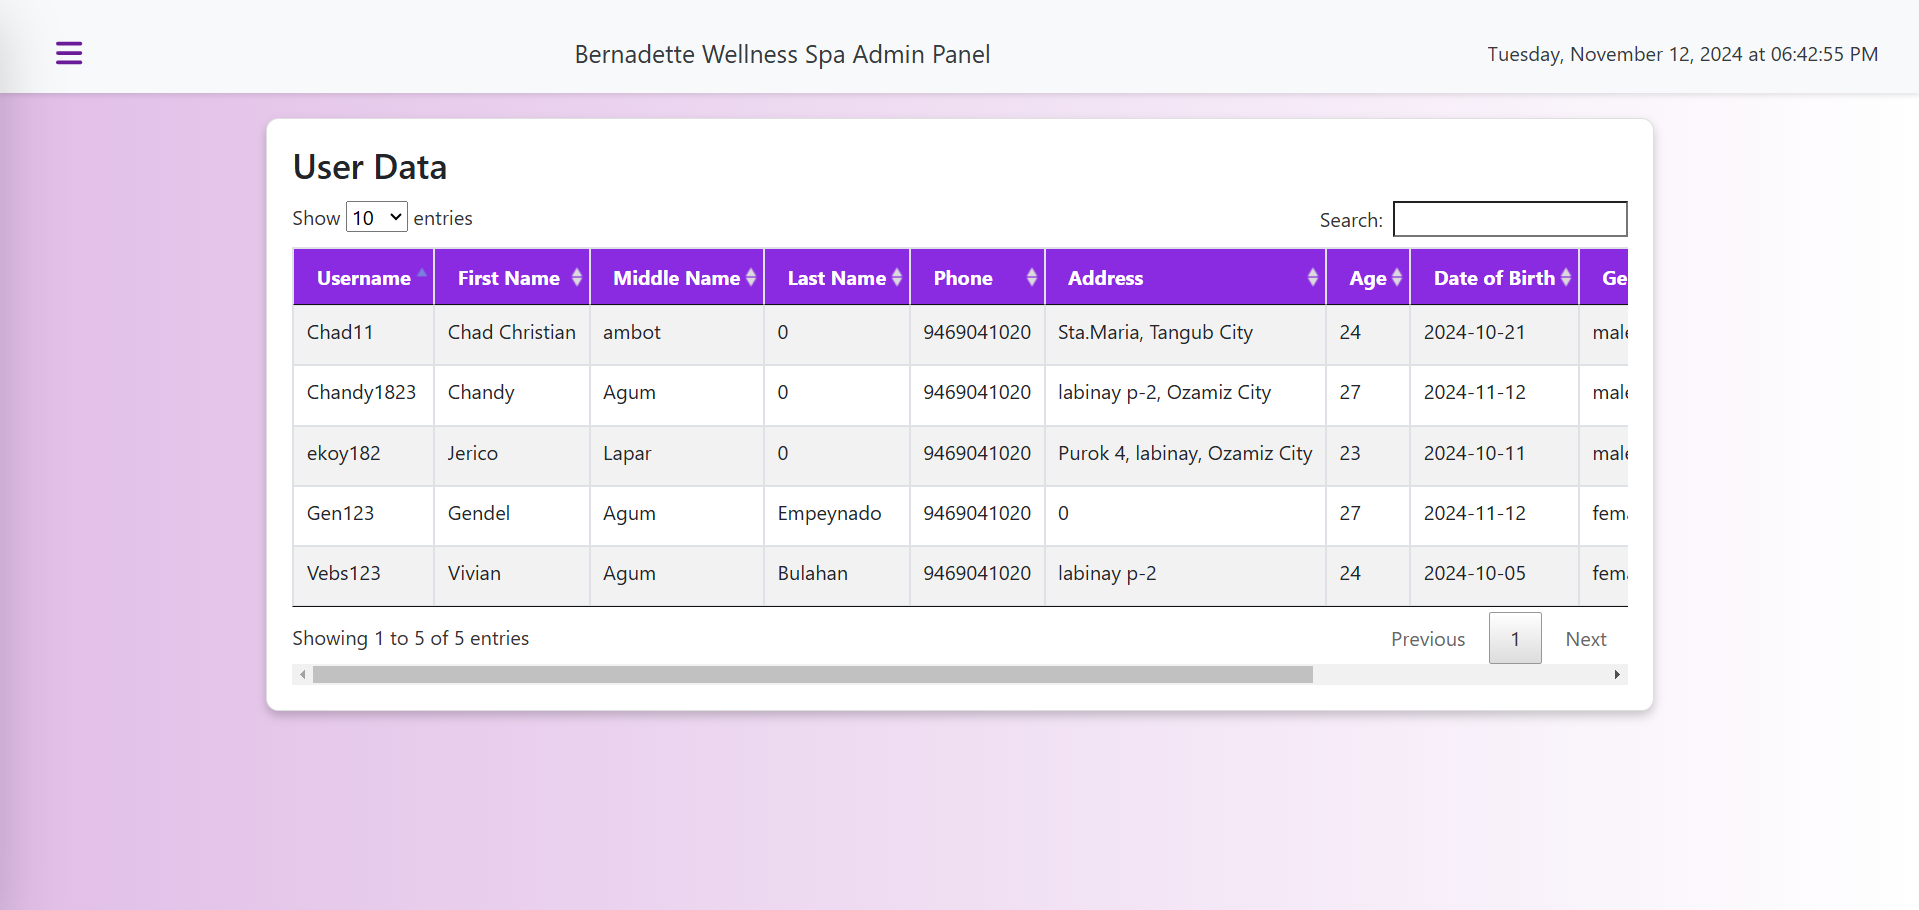 Bernadette Wellness Spa Admin Panel
Tuesday, November 12, 2024 at 06:42:55 PM
User Data
Show 10 entries
Search:
Username First Name Middle Name Last Name Phone Address Age Date of Birth Ge
Chad11 Chad Christian ambot 0 9469041020 Sta.Maria, Tangub City 24 2024-10-21 male
Chandy1823 Chandy Agum 0 9469041020 labinay p-2, Ozamiz City 27 2024-11-12 male
ekoy182 Jerico Lapar 0 9469041020 Purok 4, labinay, Ozamiz City 23 2024-10-11 male
Gen123 Gendel Agum Empeynado 9469041020 0 27 2024-11-12 fem
Vebs123 Vivian Agum Bulahan 9469041020 labinay p-2 24 2024-10-05 fem
Showing 1 to 5 of 5 entries
Previous 1 Next